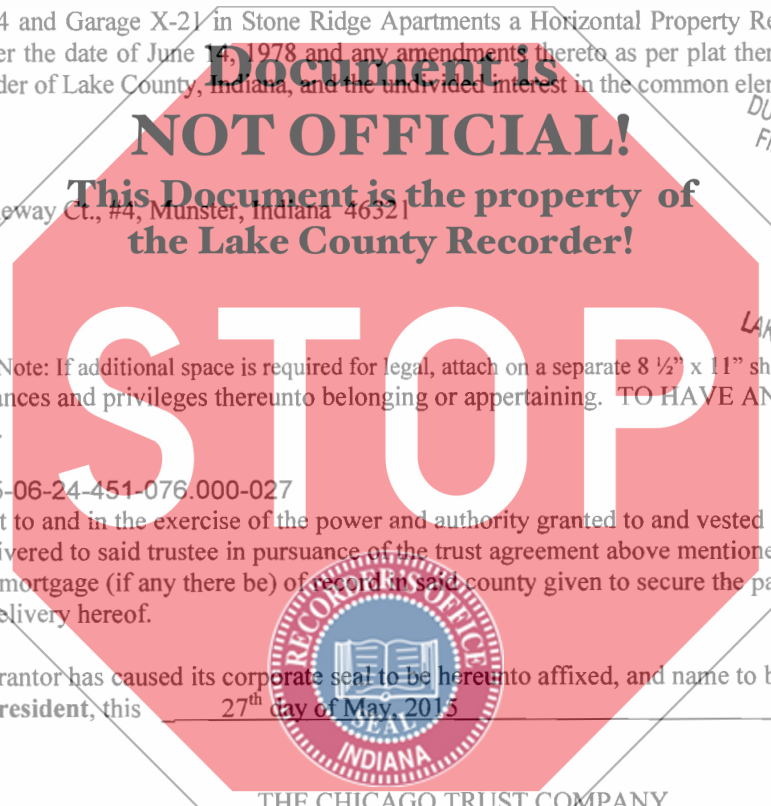 4 and Garage X-21 in Stone Ridge Apartments a Horizontal Property Re
er the date of June 14, 1978 and any amendments thereto as per plat ther
Document is
der of Lake County, Indiana, and the undivided interest in the common elem
DU
FI
NOT OFFICIAL!
This Document is the property of
eway Ct., #4, Munster, Indiana 46321
the Lake County Recorder!
LAK
STOP
Note: If additional space is required for legal, attach on a separate 8 ½” x 11” sh
ances and privileges thereunto belonging or appertaining. TO HAVE AN
5-06-24-451-076.000-027
t to and in the exercise of the power and authority granted to and vested
ivered to said trustee in pursuance of the trust agreement above mentione
mortgage (if any there be) of record in said county given to secure the pa
elivery hereof.
RECORDER'S OFFICE
SEAL
INDIANA
rantor has caused its corporate seal to be hereunto affixed, and name to b
resident, this 27th day of May, 2015
THE CHICAGO TRUST COMPANY